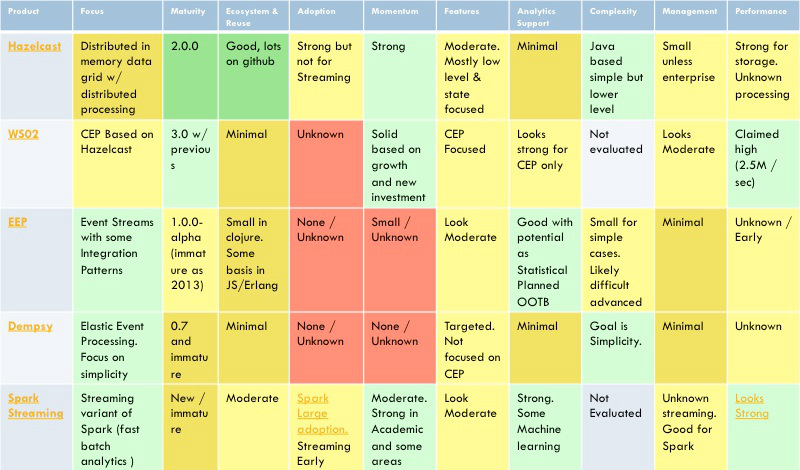 Product
Focus
Maturity
Ecosystem &
Reuse
Adoption
Momentum
Features
Analytics
Support
Complexity
Management
Performance
Hazelcast
Distributed in
memory data
grid w/
distributed
processing
2.0.0
Good, lots
on github
Strong but
not for
Streaming
Strong
Moderate.
Mostly low
level &
state
focused
Minimal
Java
based
simple but
lower
level
Small
unless
enterprise
Strong for
storage.
Unknown
processing
WS02
CEP Based on
Hazelcast
3.0 w/
previou
s
Minimal
Unknown
Solid
based on
growth
and new
investment
CEP
Focused
Looks
strong for
CEP only
Not
evaluated
Looks
Moderate
Claimed
high
(2.5M /
sec)
EEP
Event Streams
with some
Integration
Patterns
1.0.0-
alpha
(immat
ure as
2013)
Small in
clojure.
Some
basis in
JS/Erlang
None /
Unknown
Small /
Unknown
Look
Moderate
Good with
potential
as
Statistical
Planned
OOTB
Small for
simple
cases.
Likely
difficult
advanced
Minimal
Unknown /
Early
Dempsy
Elastic Event
Processing.
Focus on
simplicity
0.7
and
immatu
re
Minimal
None /
Unknown
None /
Unknown
Targeted.
Not
focused on
CEP
Minimal
Goal is
Simplicity.
Minimal
Unknown
Spark
Streaming
Streaming
variant of
Spark (fast
batch
analytics )
New /
immatu
re
Moderate
Spark
Large
adoption.
Streaming
Early
Moderate.
Strong in
Academic
and some
areas
Look
Moderate
Strong.
Some
Machine
learning
Not
Evaluated
Unknown
streaming.
Good for
Spark
Looks
Strong